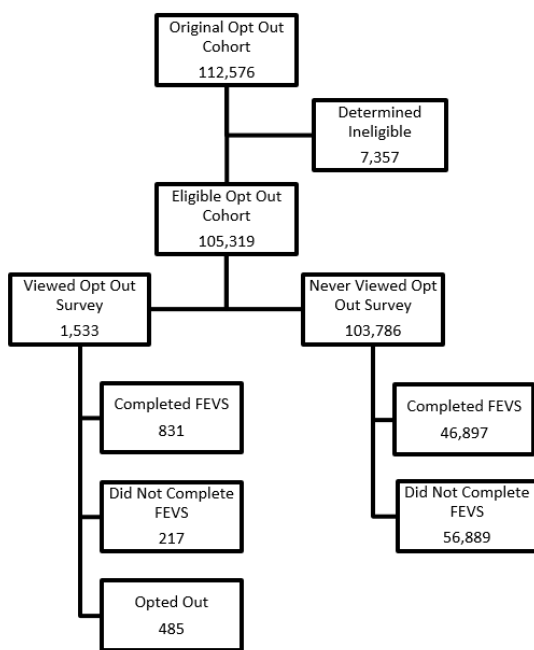 Original Opt Out
Cohort
112,576
Determined
Ineligible
7,357
Eligible Opt Out
Cohort
105,319
Viewed Opt Out
Survey
1,533
Never Viewed Opt
Out Survey
103,786
Completed FEVS
831
Did Not Complete
FEVS
217
Opted Out
485
Completed FEVS
46,897
Did Not Complete
FEVS
56,889